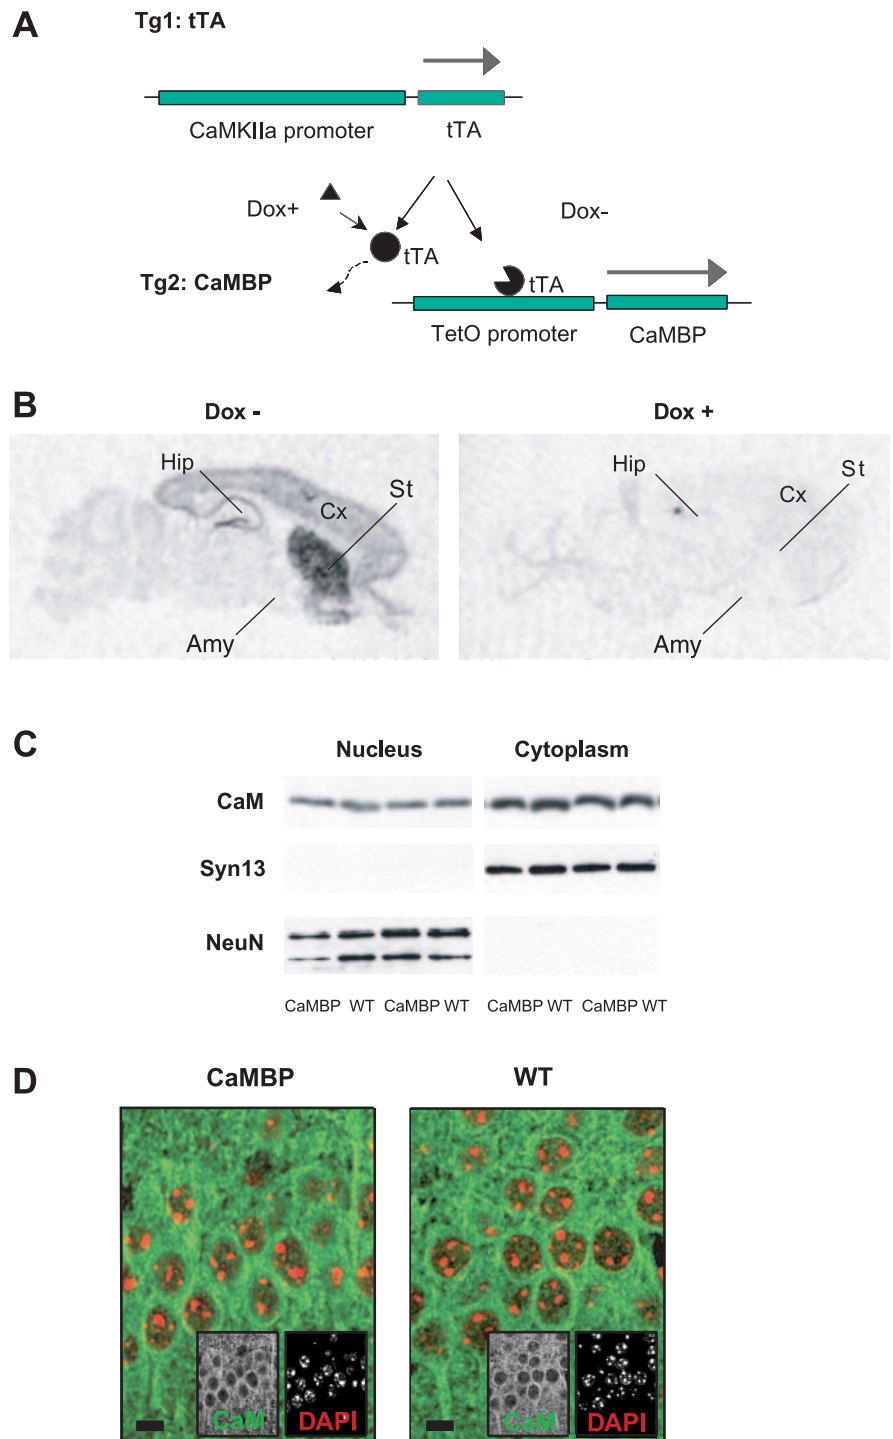 A
Tg1: tTA
CaMKIIa promoter
tTA
Dox+
Dox-
tTA
Tg2: CaMBP
tTA
TetO promoter
CaMBP
B
Dox -
Dox +
Hip
St
Cx
Amy
Hip
St
Cx
Amy
C
Nucleus
Cytoplasm
CaM
Syn13
NeuN
CaMBP WT CaMBP WT
CaMBP WT CaMBP WT
D
CaMBP
WT
CaM
DAPI
CaM
DAPI